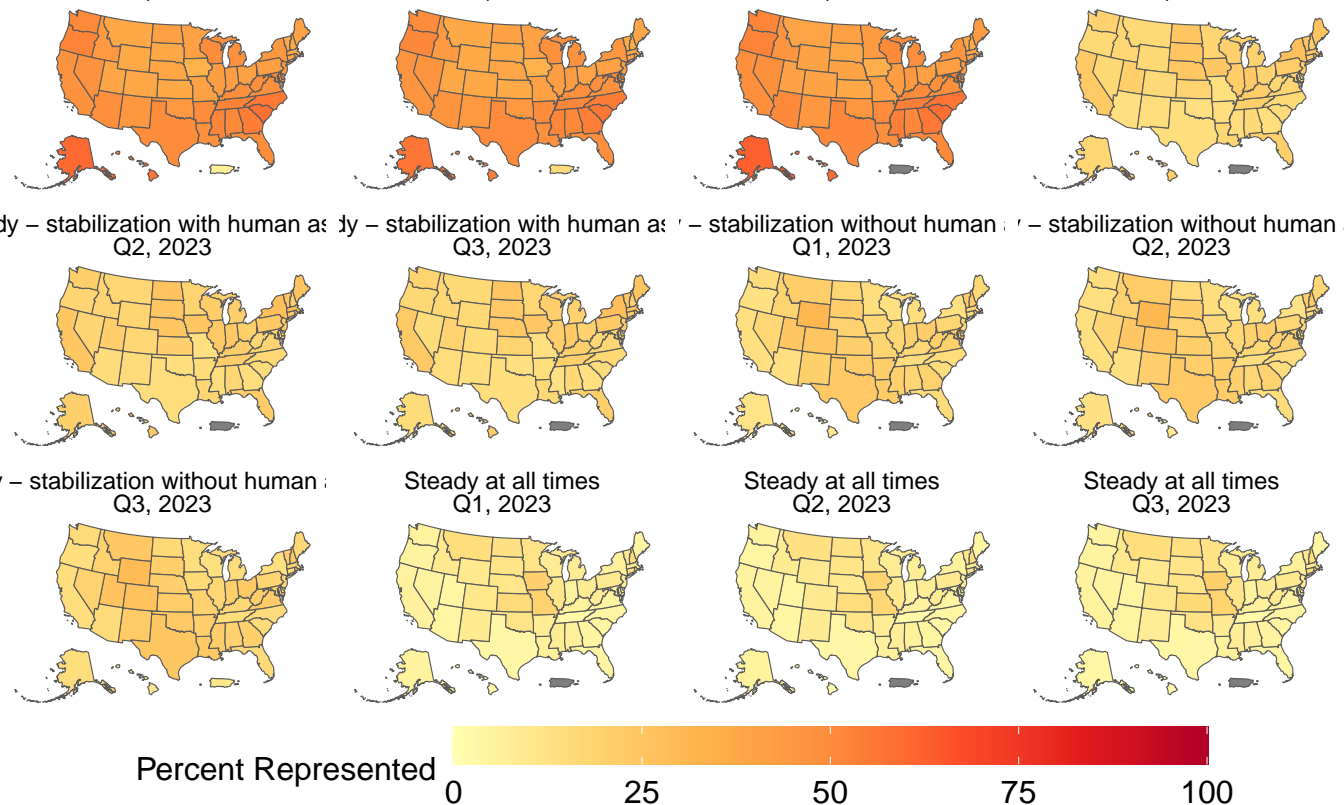 dy – stabilization with human as
dy – stabilization with human as
y – stabilization without human a
y – stabilization without human a
Q2, 2023
Q3, 2023
Q1, 2023
Q2, 2023
y – stabilization without human a
Steady at all times
Steady at all times
Steady at all times
Q3, 2023
Q1, 2023
Q2, 2023
Q3, 2023
Percent Represented
0
25
50
75
100